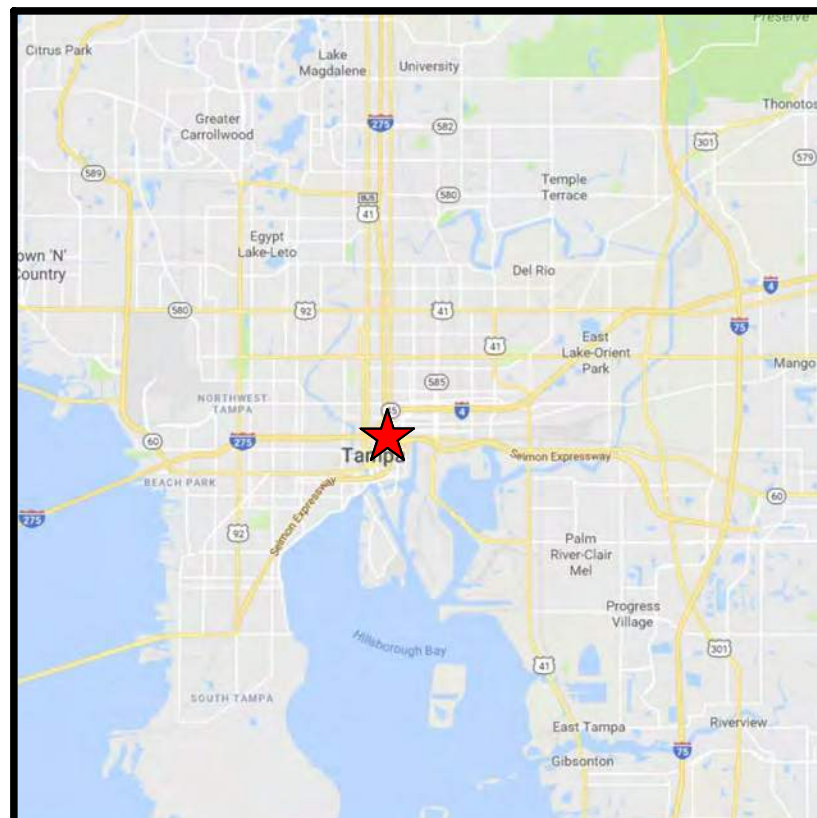 Preserve
Citrus Park
Lake
Magdalene
University
Thonotos
Greater
Carrollwood
275
582
301
579
589
Temple
Terrace
580
BUS
41
Egypt
Lake-Leto
own 'N'
Country
Del Rio
4
580
92
41
75
41
East
Lake-Orient
Park
Mango
585
NORTHWEST
TAMPA
4
60
275
Tampa
Selmon Expressway
BEACH PARK
Selmon Expressway
60
275
92
Palm
River-Clair
Mel
Progress
Village
Hillsborough Bay
301
41
SOUTH TAMPA
East Tampa
Riverview
75
Gibsonton